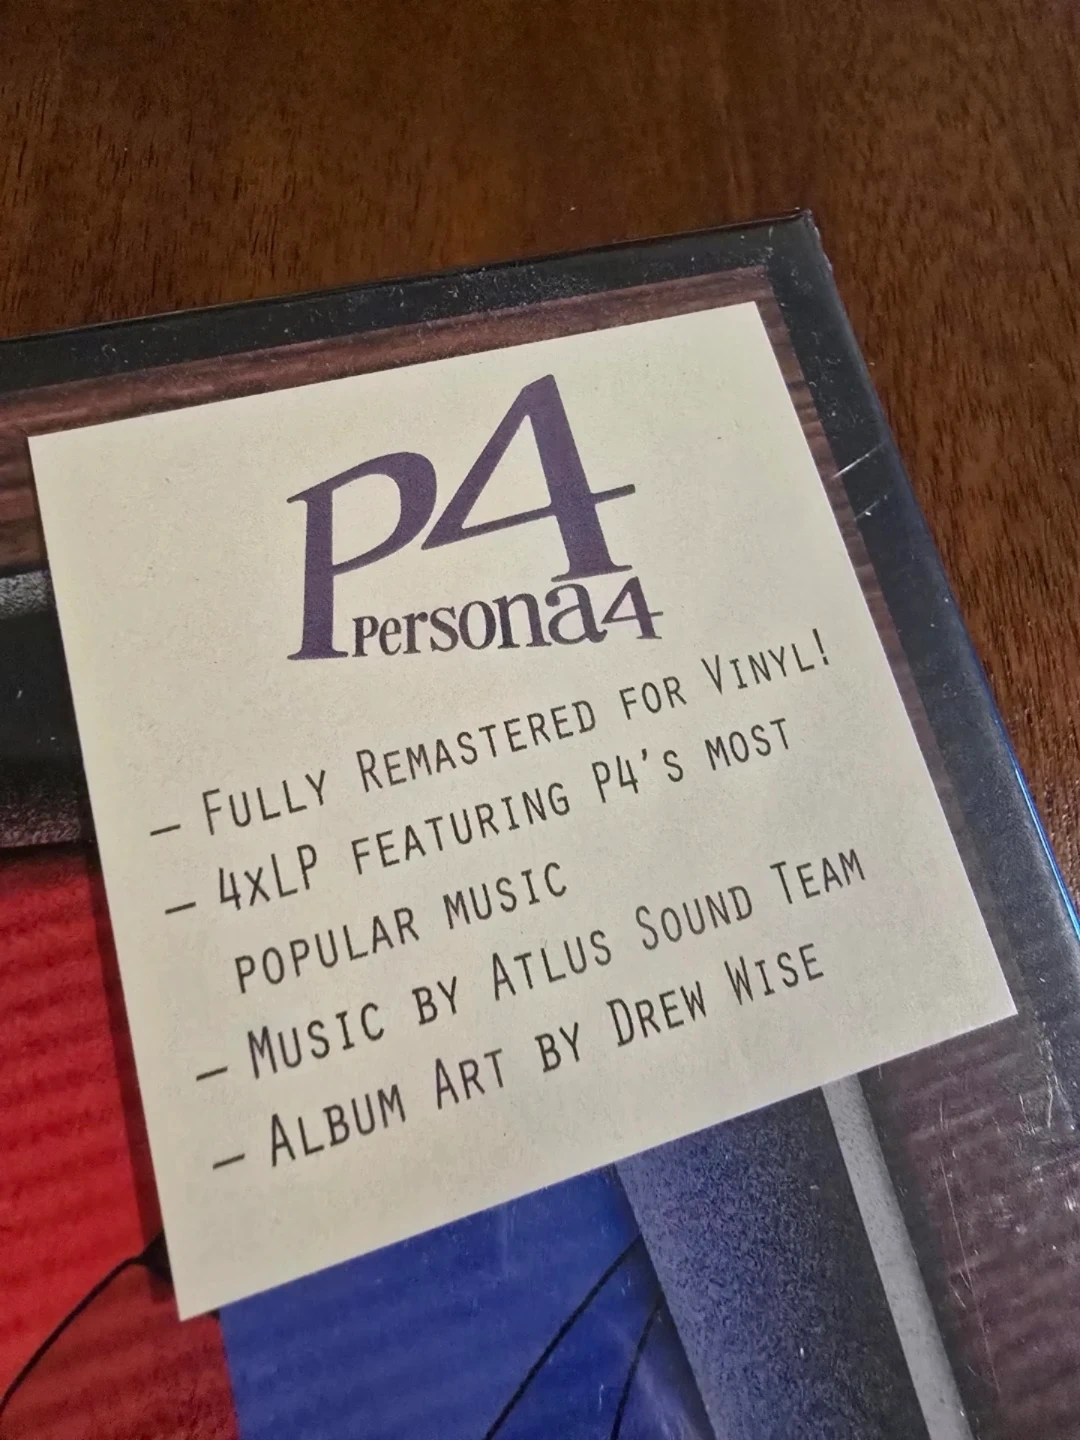 P4
Persona4
– Fully Remastered for Vinyl!
– 4xLP featuring P4's most
popular music
– Music by Atlus Sound Team
– Album Art by Drew Wise